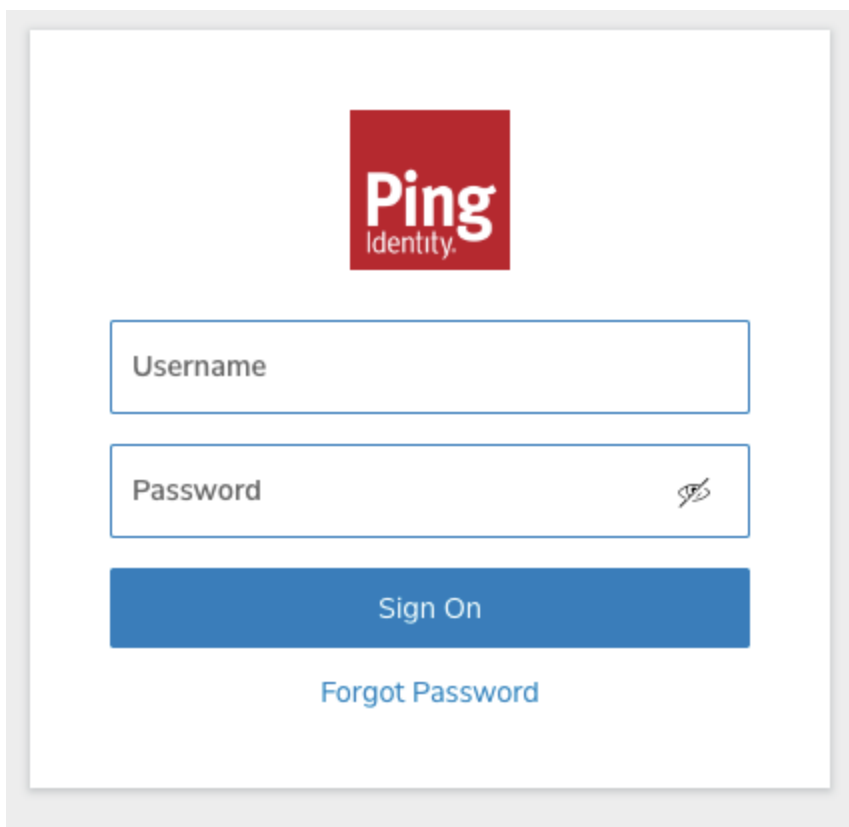 Ping
Identity.
Username
Password
Sign On
Forgot Password